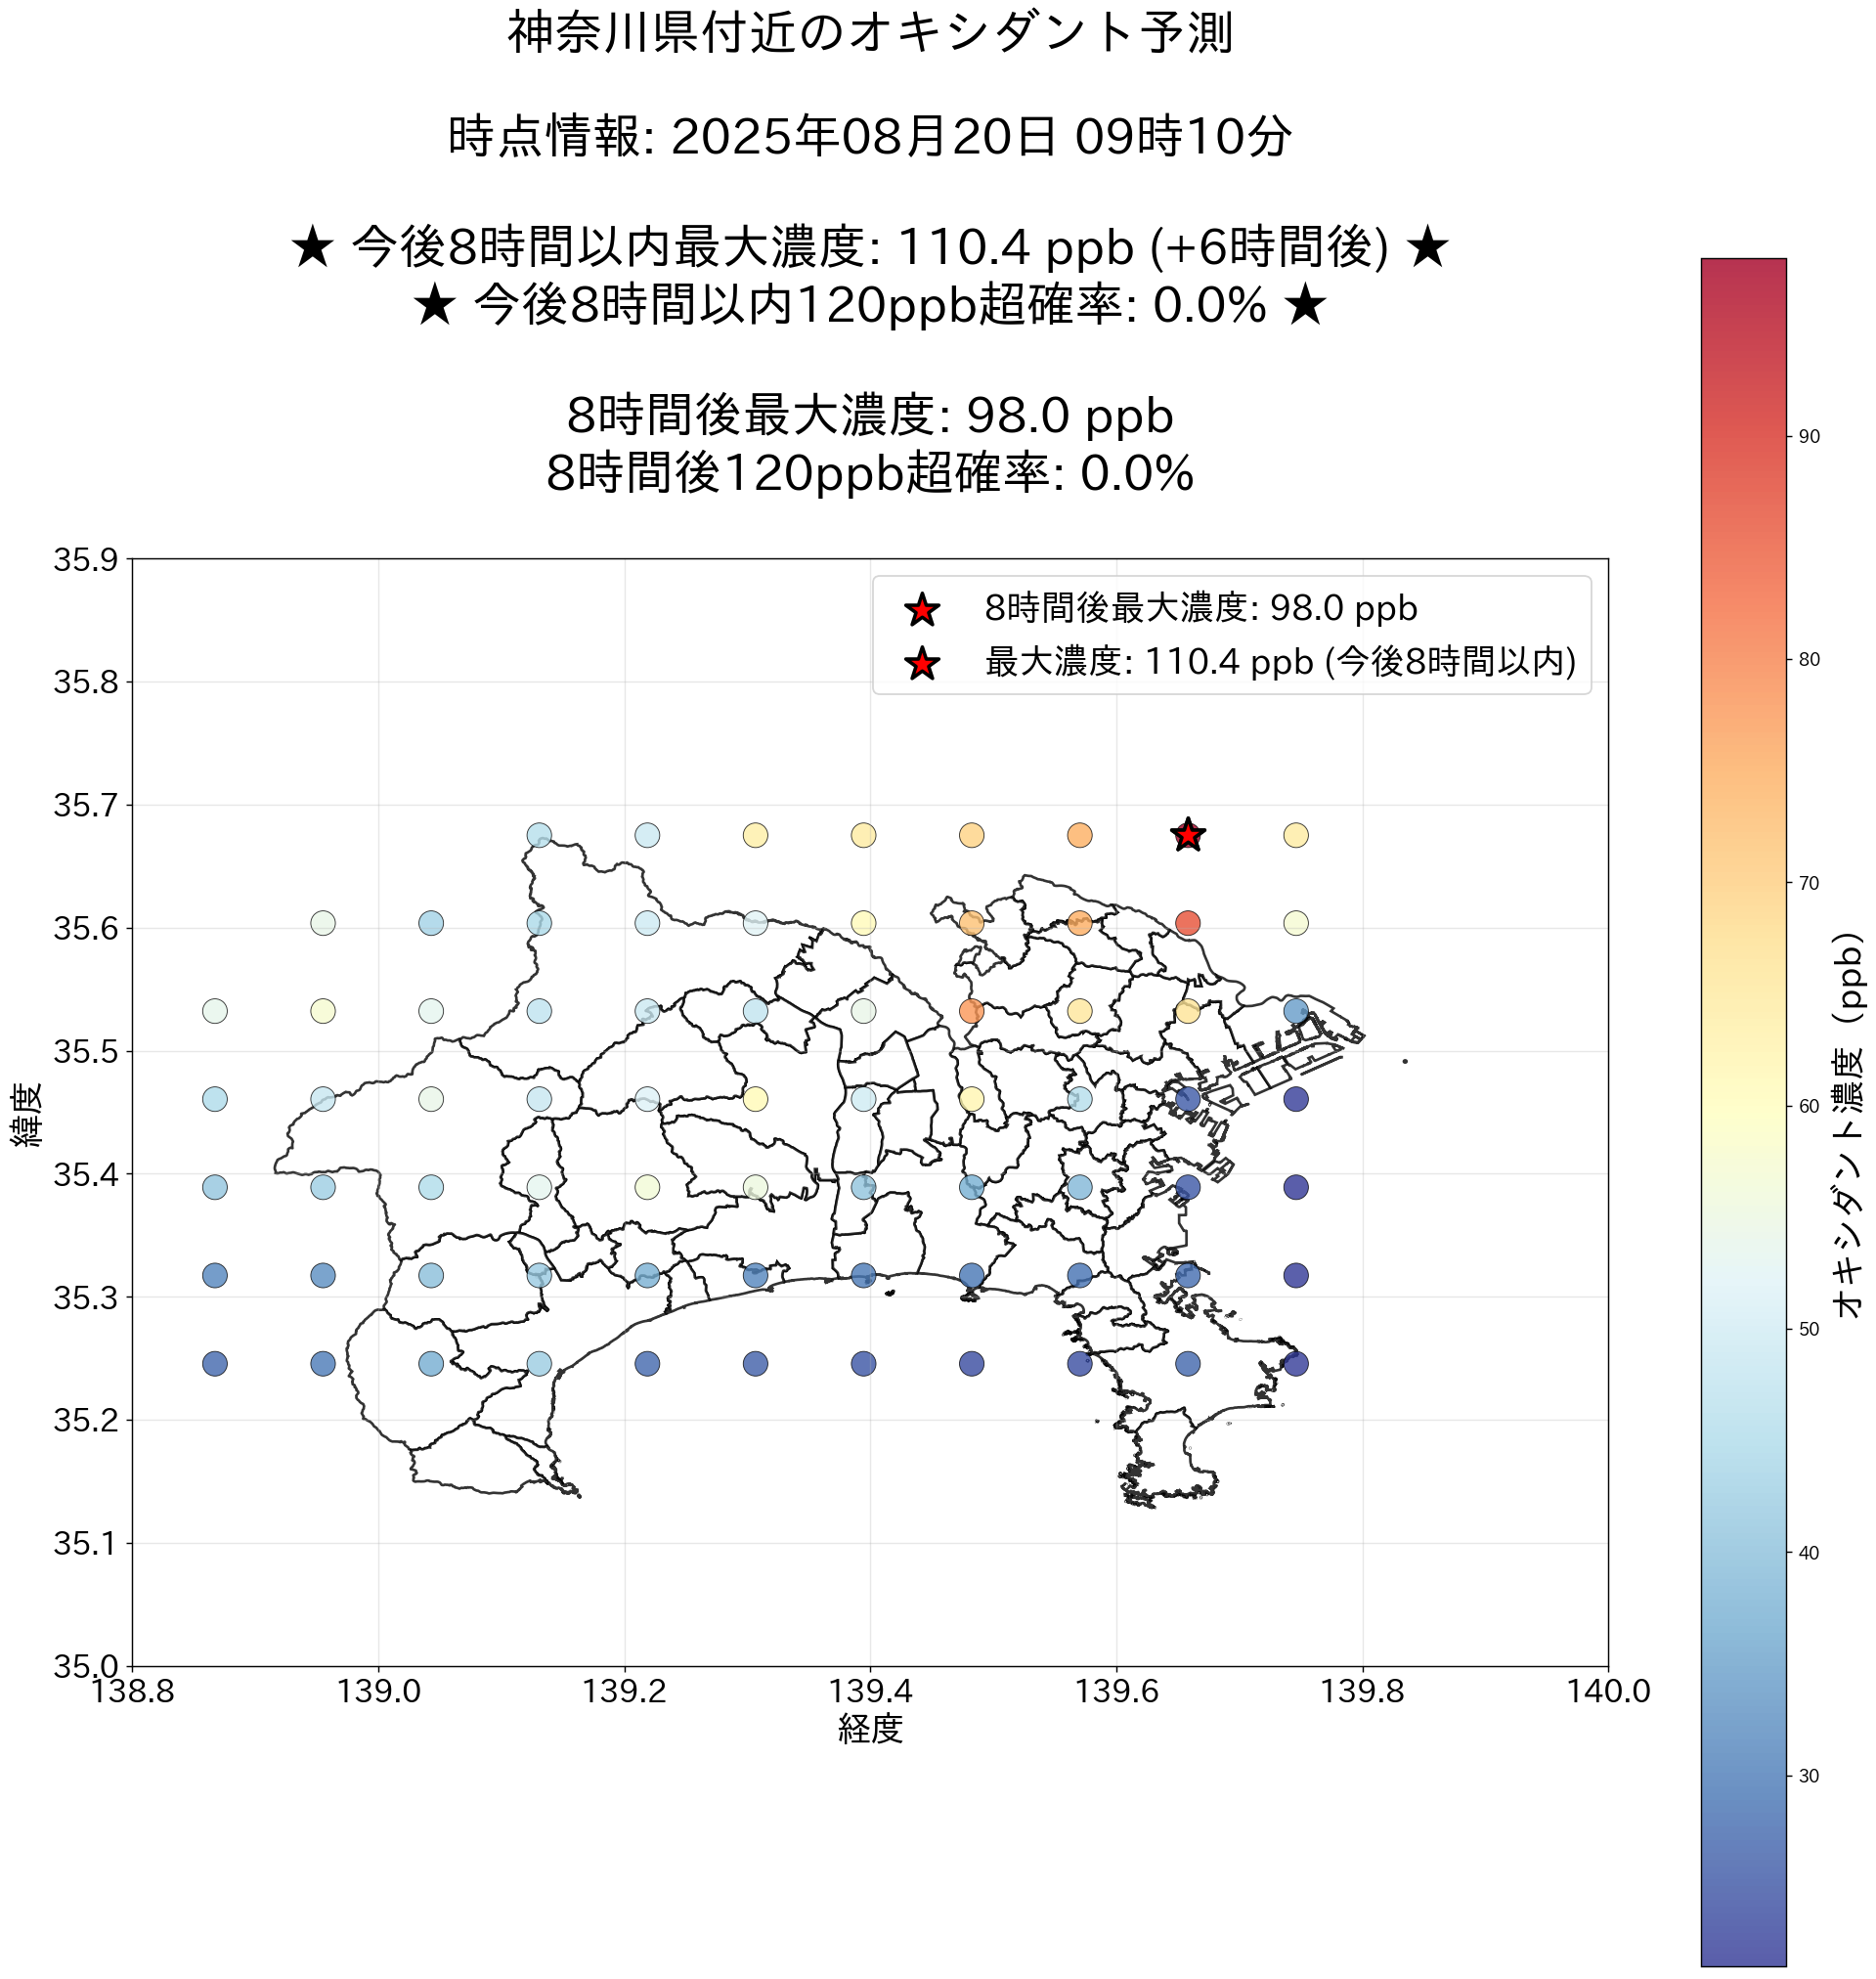 神奈川県付近のオキシダント予測
時点情報: 2025年08月20日 09時10分
★ 今後8時間以内最大濃度: 110.4 ppb (+6時間後) ★
★ 今後8時間以内120ppb超確率: 0.0% ★
8時間後最大濃度: 98.0 ppb
8時間後120ppb超確率: 0.0%
8時間後最大濃度: 98.0 ppb
最大濃度: 110.4 ppb (今後8時間以内)
35.9
35.8
35.7
35.6
35.5
35.4
35.3
35.2
35.1
35.0
緯度
138.8
139.0
139.2
139.4
139.6
139.8
140.0
経度
90
80
70
60
50
40
30
オキシダント濃度（ppb）